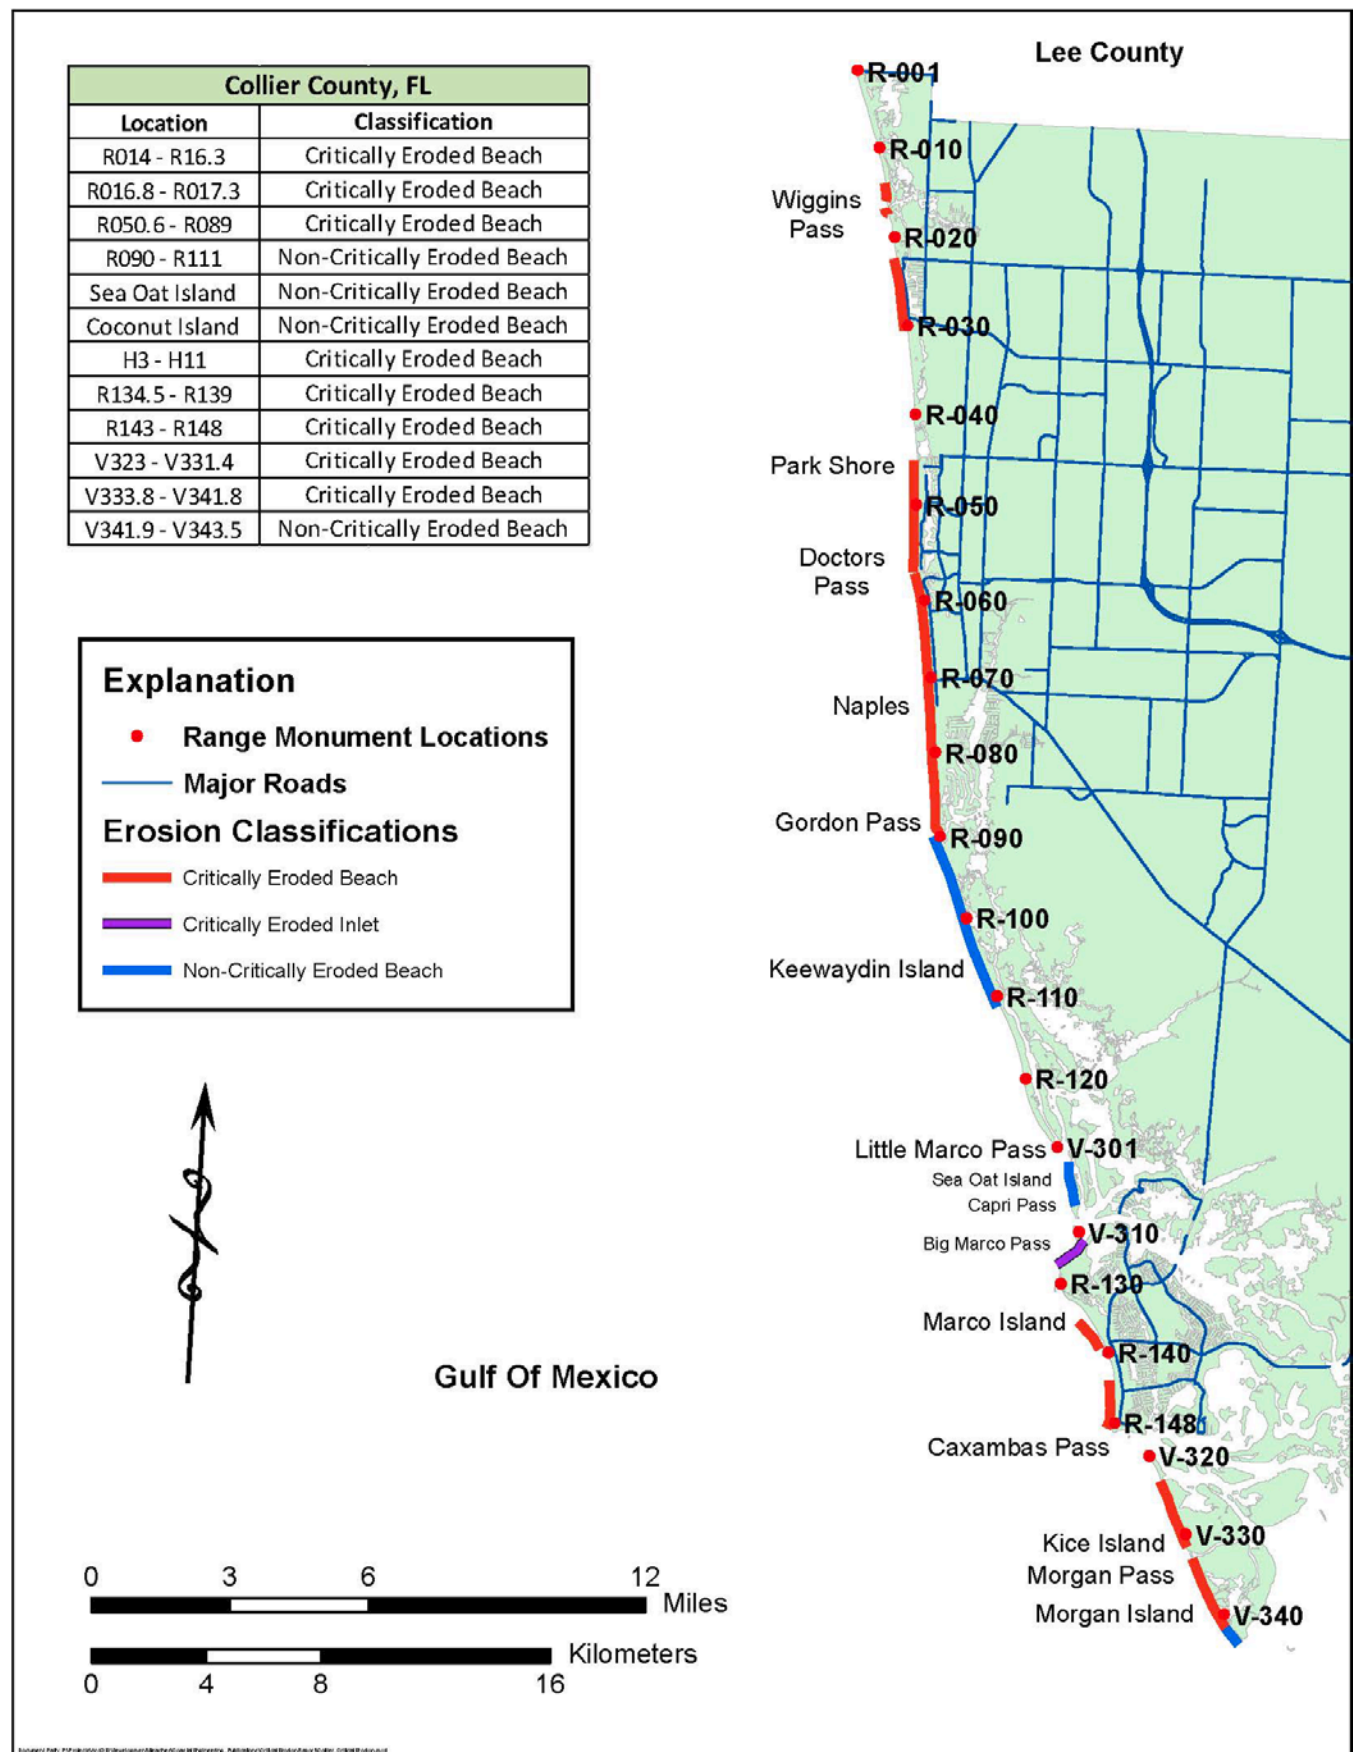 Lee County
Collier County, FL
Location Classification
R014 - R16.3 Critically Eroded Beach
R016.8 - R017.3 Critically Eroded Beach
R050.6 - R089 Critically Eroded Beach
R090 - R111 Non-Critically Eroded Beach
Sea Oat Island Non-Critically Eroded Beach
Coconut Island Non-Critically Eroded Beach
H3 - H11 Critically Eroded Beach
R134.5 - R139 Critically Eroded Beach
R143 - R148 Critically Eroded Beach
V323 - V331.4 Critically Eroded Beach
V333.8 - V341.8 Critically Eroded Beach
V341.9 - V343.5 Non-Critically Eroded Beach
Explanation
Range Monument Locations
Major Roads
Erosion Classifications
Critically Eroded Beach
Critically Eroded Inlet
Non-Critically Eroded Beach
R-001
R-010
Wiggins
Pass
R-020
R-030
R-040
Park Shore
R-050
Doctors
Pass
R-060
R-070
Naples
R-080
Gordon Pass
R-090
R-100
Keewaydin Island
R-110
R-120
Little Marco Pass
V-301
Sea Oat Island
Capri Pass
V-310
Big Marco Pass
R-130
Marco Island
R-140
Gulf Of Mexico
R-148
Caxambas Pass
V-320
V-330
Kice Island
Morgan Pass
Morgan Island
V-340
0 3 6 12
Miles
Kilometers
0 4 8 16